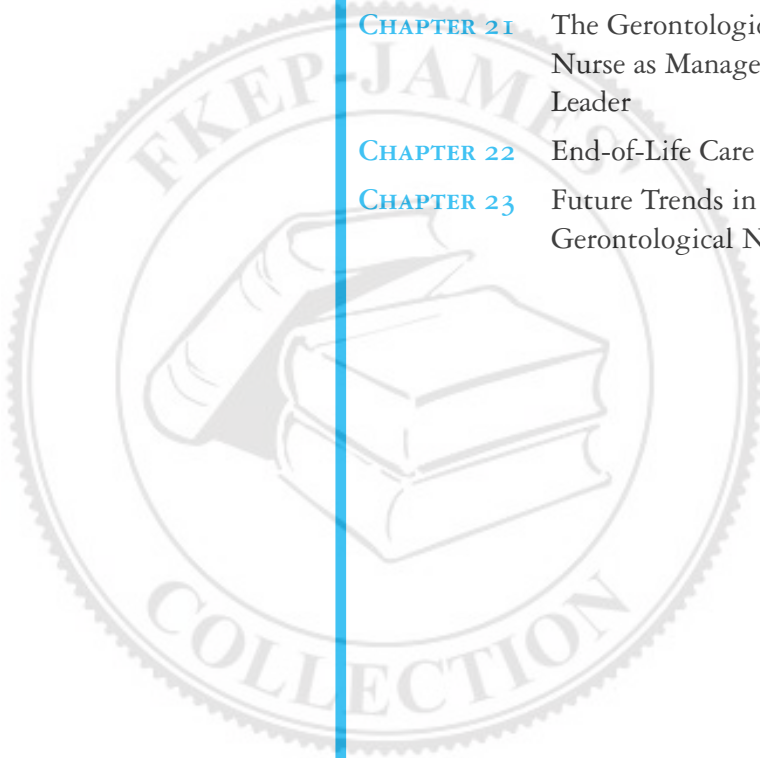 CHAPTER 21 The Gerontologic
Nurse as Manage
Leader
CHAPTER 22 End-of-Life Care
CHAPTER 23 Future Trends in
Gerontological N
FKEP-JAMES'
COLLECTION